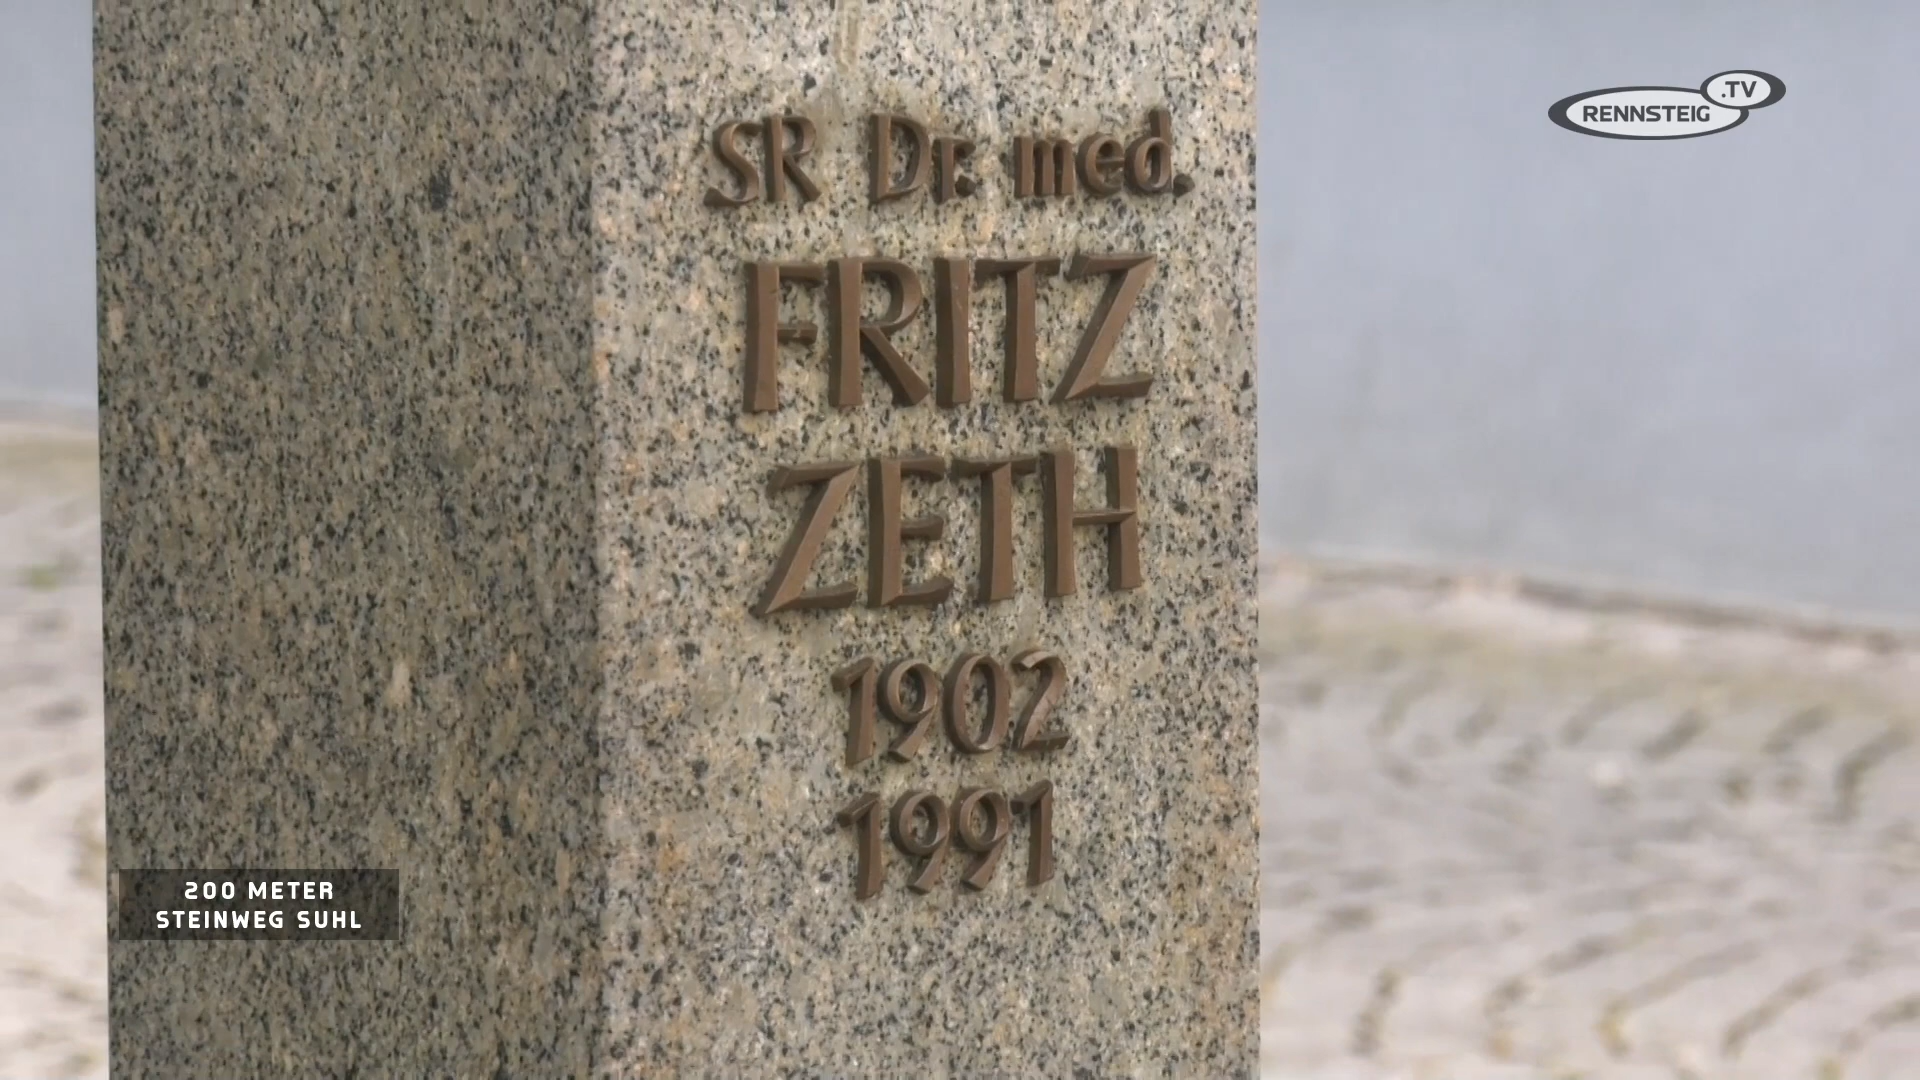 .TV
RENNSTEIG
SR Dr. med.
FRITZ
ZETH
1902
1991
200 METER
STEINWEG SUHL